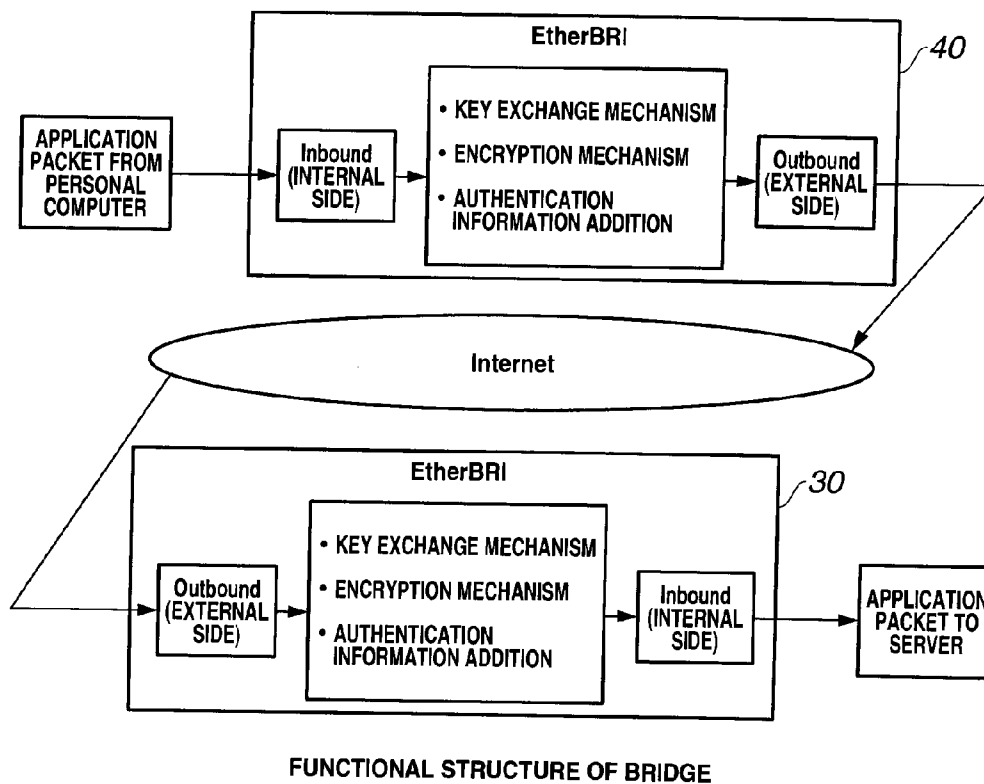 EtherBRI
40
APPLICATION
PACKET FROM
PERSONAL
COMPUTER
Inbound
(INTERNAL
SIDE)
• KEY EXCHANGE MECHANISM
• ENCRYPTION MECHANISM
• AUTHENTICATION
INFORMATION ADDITION
Outbound
(EXTERNAL
SIDE)
Internet
EtherBRI
30
Outbound
(EXTERNAL
SIDE)
• KEY EXCHANGE MECHANISM
• ENCRYPTION MECHANISM
• AUTHENTICATION
INFORMATION ADDITION
Inbound
(INTERNAL
SIDE)
APPLICATION
PACKET TO
SERVER
FUNCTIONAL STRUCTURE OF BRIDGE